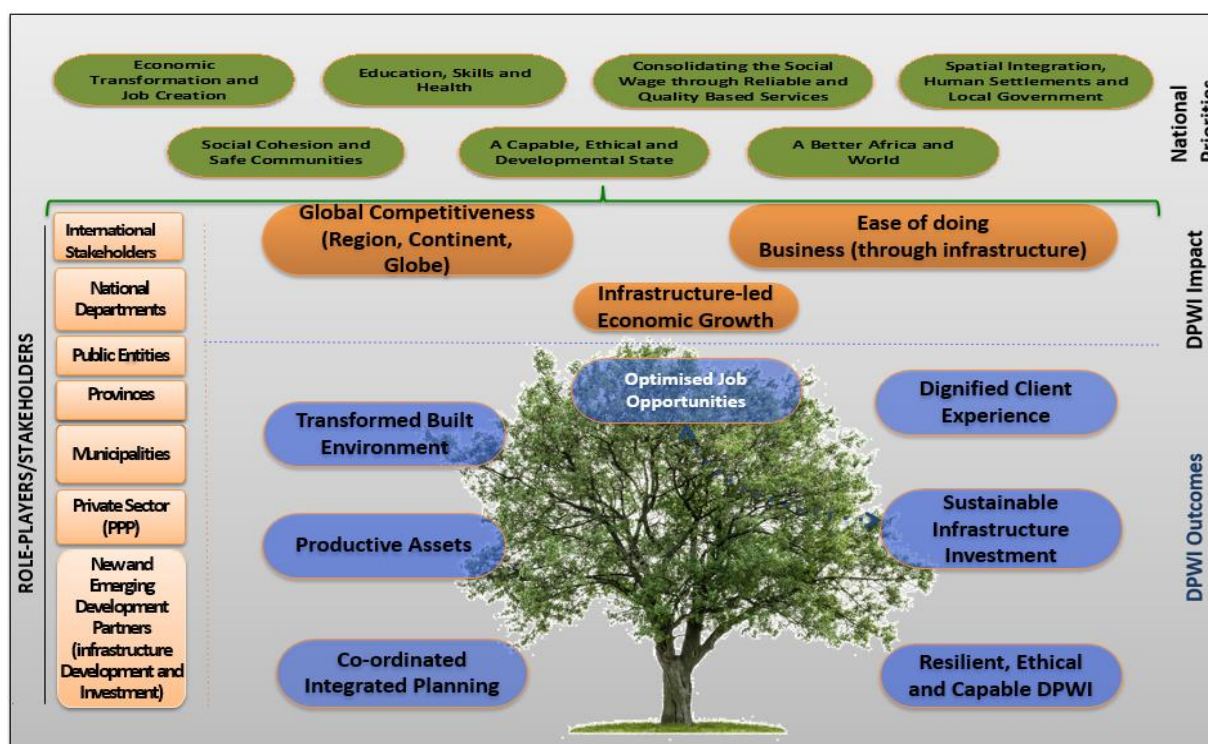 Economic
Transformation and
Job Creation
Education, Skills and
Health
Consolidating the Social
Wage through Reliable and
Quality Based Services
Spatial Integration,
Human Settlements and
Local Government
Social Cohesion and
Safe Communities
A Capable, Ethical and
Developmental State
A Better Africa and
World
National
Priorities
ROLE-PLAYERS/STAKEHOLDERS
International
Stakeholders
National
Departments
Public Entities
Provinces
Municipalities
Private Sector
(PPP)
New and
Emerging
Development
Partners
(infrastructure
Development and
Investment)
Global Competitiveness
(Region, Continent,
Globe)
Ease of doing
Business (through infrastructure)
Infrastructure-led
Economic Growth
DPWI Impact
Optimised Job
Opportunities
Transformed Built
Environment
Dignified Client
Experience
Productive Assets
Sustainable
Infrastructure
Investment
Co-ordinated
Integrated Planning
Resilient, Ethical
and Capable DPWI
DPWI Outcomes